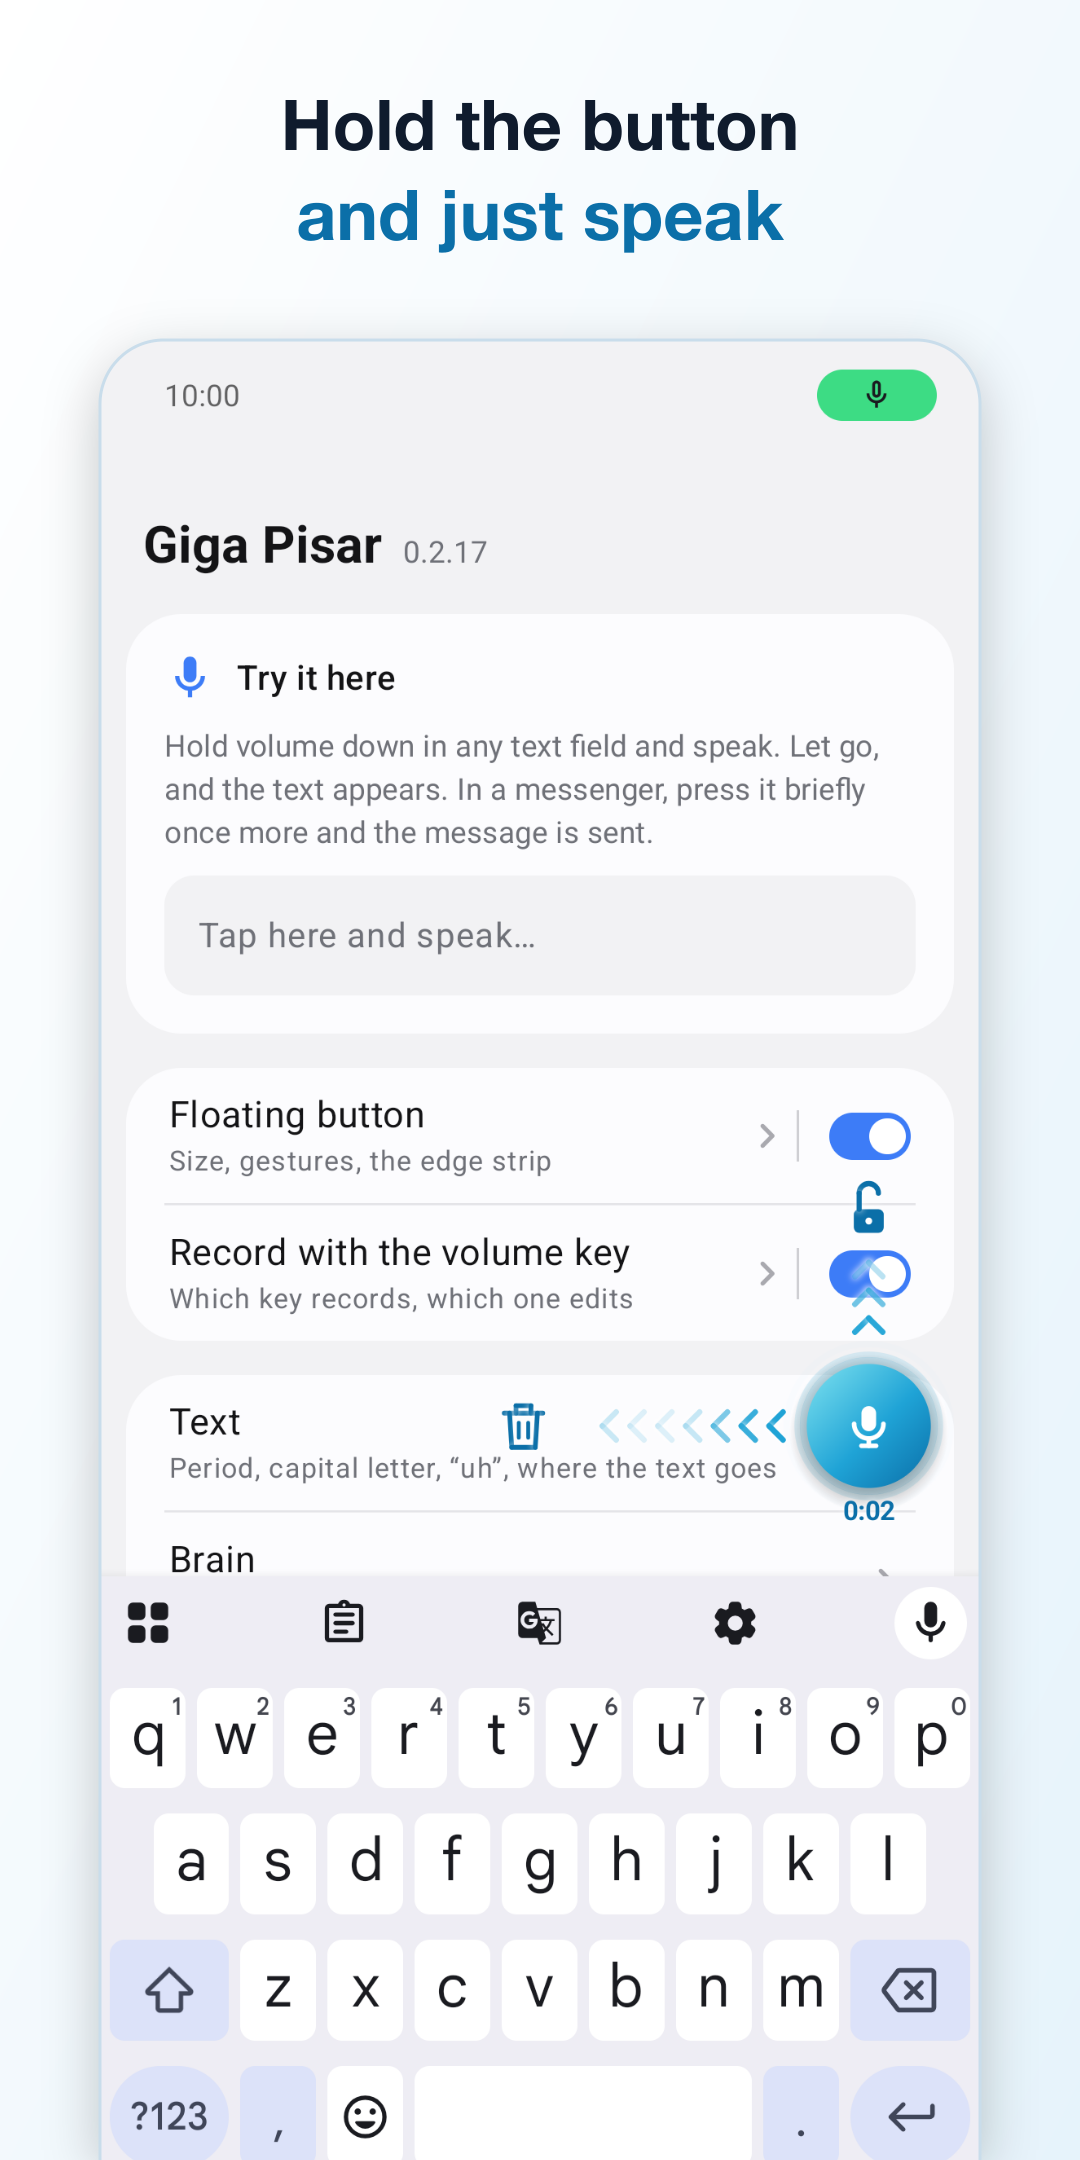 Hold the button
and just speak
10:00
Giga Pisar 0.2.17
Try it here
Hold volume down in any text field and speak. Let go,
and the text appears. In a messenger, press it briefly
once more and the message is sent.
Tap here and speak…
Floating button
Size, gestures, the edge strip
Record with the volume key
Which key records, which one edits
Text
Period, capital letter, “uh”, where the text goes
0:02
Brain
G 文
q 1 w 2 e 3 r 4 t 5 y 6 u 7 i 8 o 9 p 0
a s d f g h j k l
z x c v b n m
?123 , .